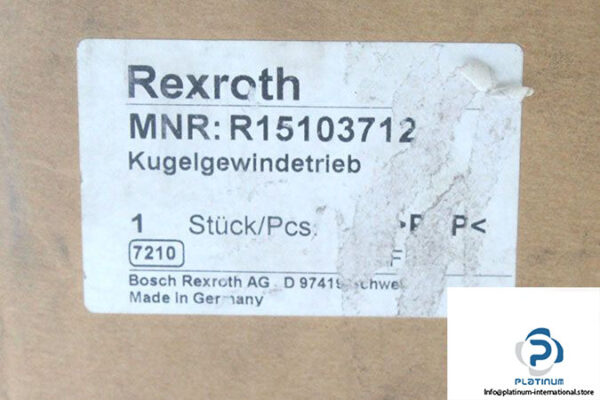 Rexroth
MNR: R15103712
Kugelgewindetrieb
1 Stück/Pcs.
7210
Bosch Rexroth AG D
Made in Germany
PLATINUM
Info@platinum-international.store